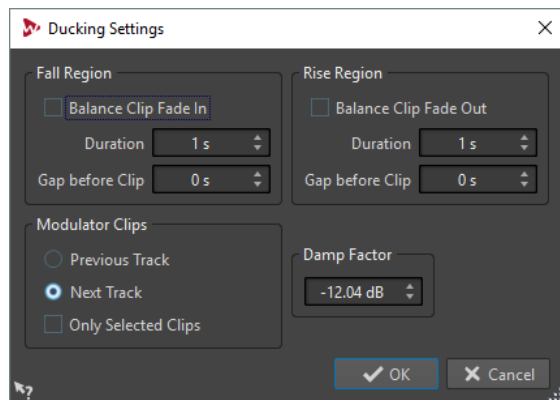 Ducking Settings
Fall Region
Balance Clip Fade In
Duration 1 s
Gap before Clip 0 s
Rise Region
Balance Clip Fade Out
Duration 1 s
Gap before Clip 0 s
Modulator Clips
Previous Track
Next Track
Only Selected Clips
Damp Factor
-12.04 dB
OK
Cancel
?